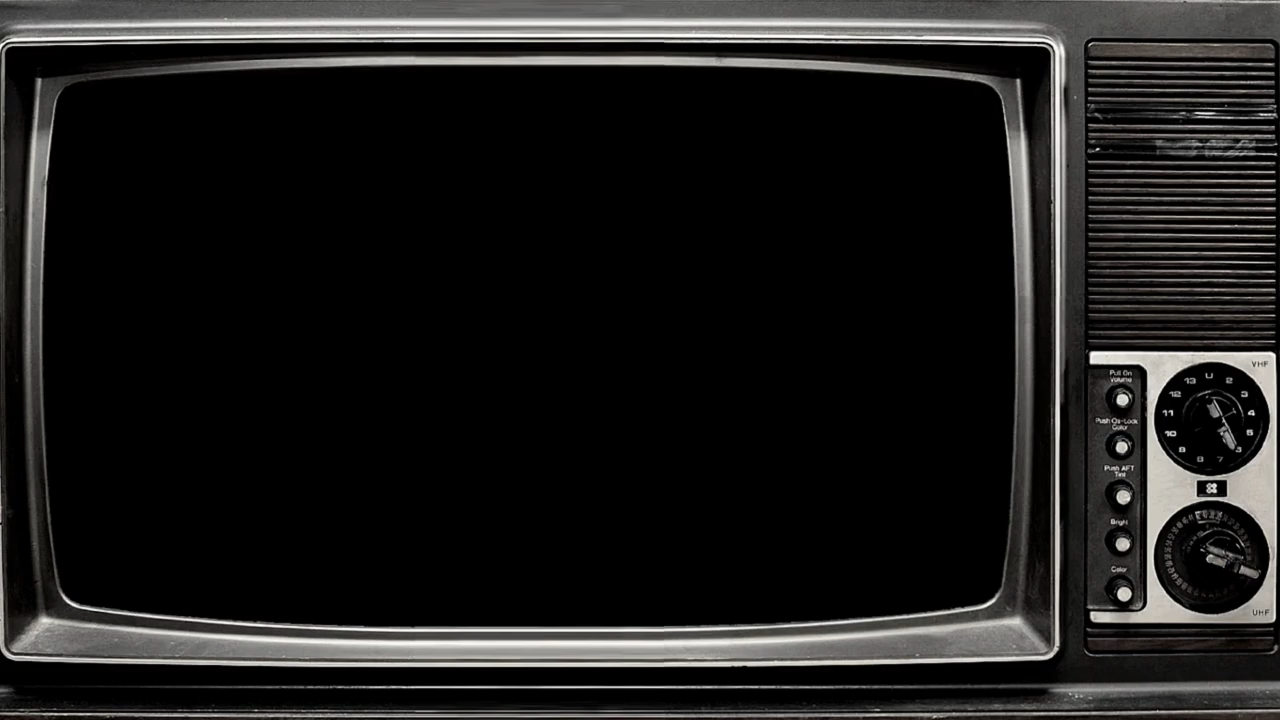 VHF
Pull On
Volume
Push On-Lock
Color
Push AFT
Tint
Bright
Color
U
2
3
4
5
7
8
9
10
11
12
13
UHF